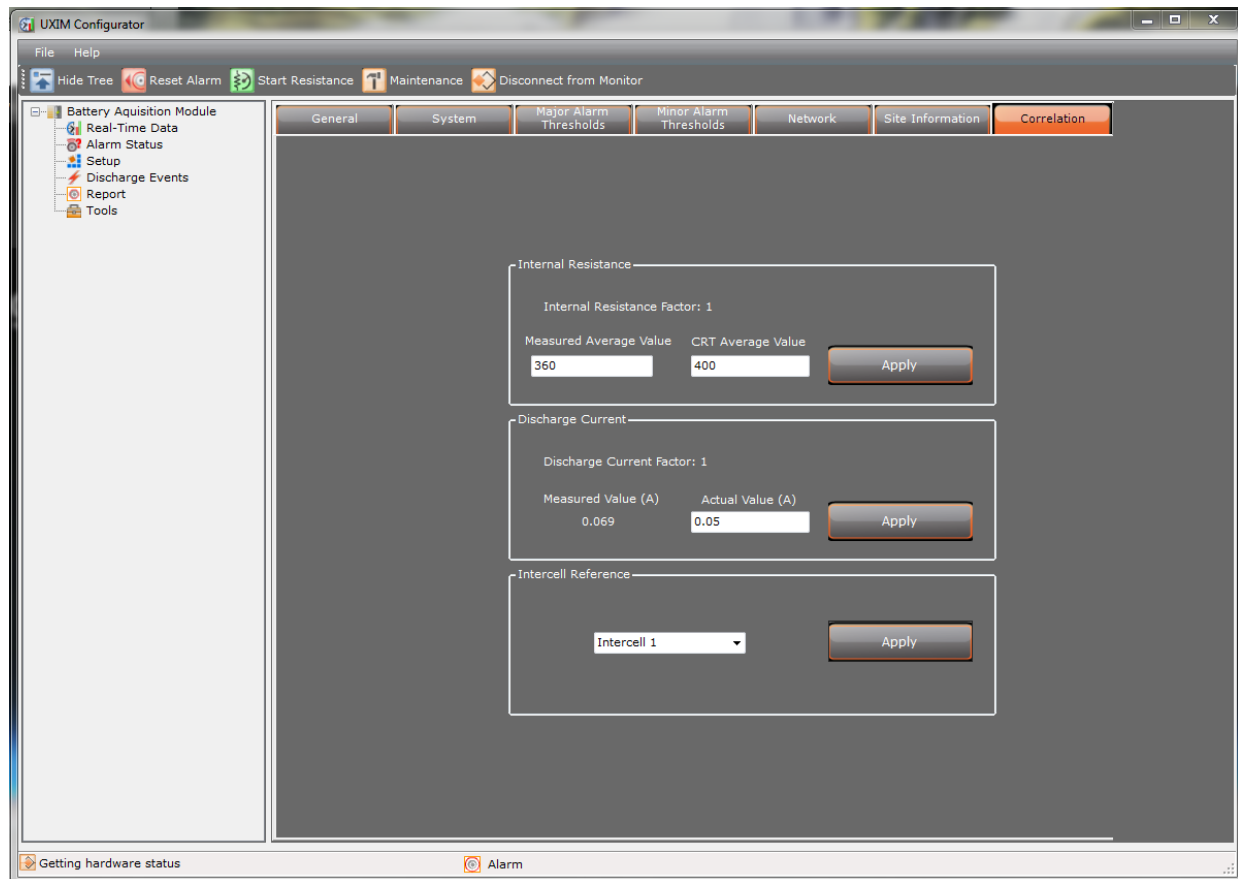 UXIM Configurator
File Help
Hide Tree Reset Alarm Start Resistance Maintenance Disconnect from Monitor
Battery Aquisition Module
Real-Time Data
Alarm Status
Setup
Discharge Events
Report
Tools
General System Major Alarm Thresholds Minor Alarm Thresholds Network Site Information Correlation
Internal Resistance
Internal Resistance Factor: 1
Measured Average Value CRT Average Value
360 400 Apply
Discharge Current
Discharge Current Factor: 1
Measured Value (A) Actual Value (A)
0.069 0.05 Apply
Intercell Reference
Intercell 1 Apply
Getting hardware status Alarm